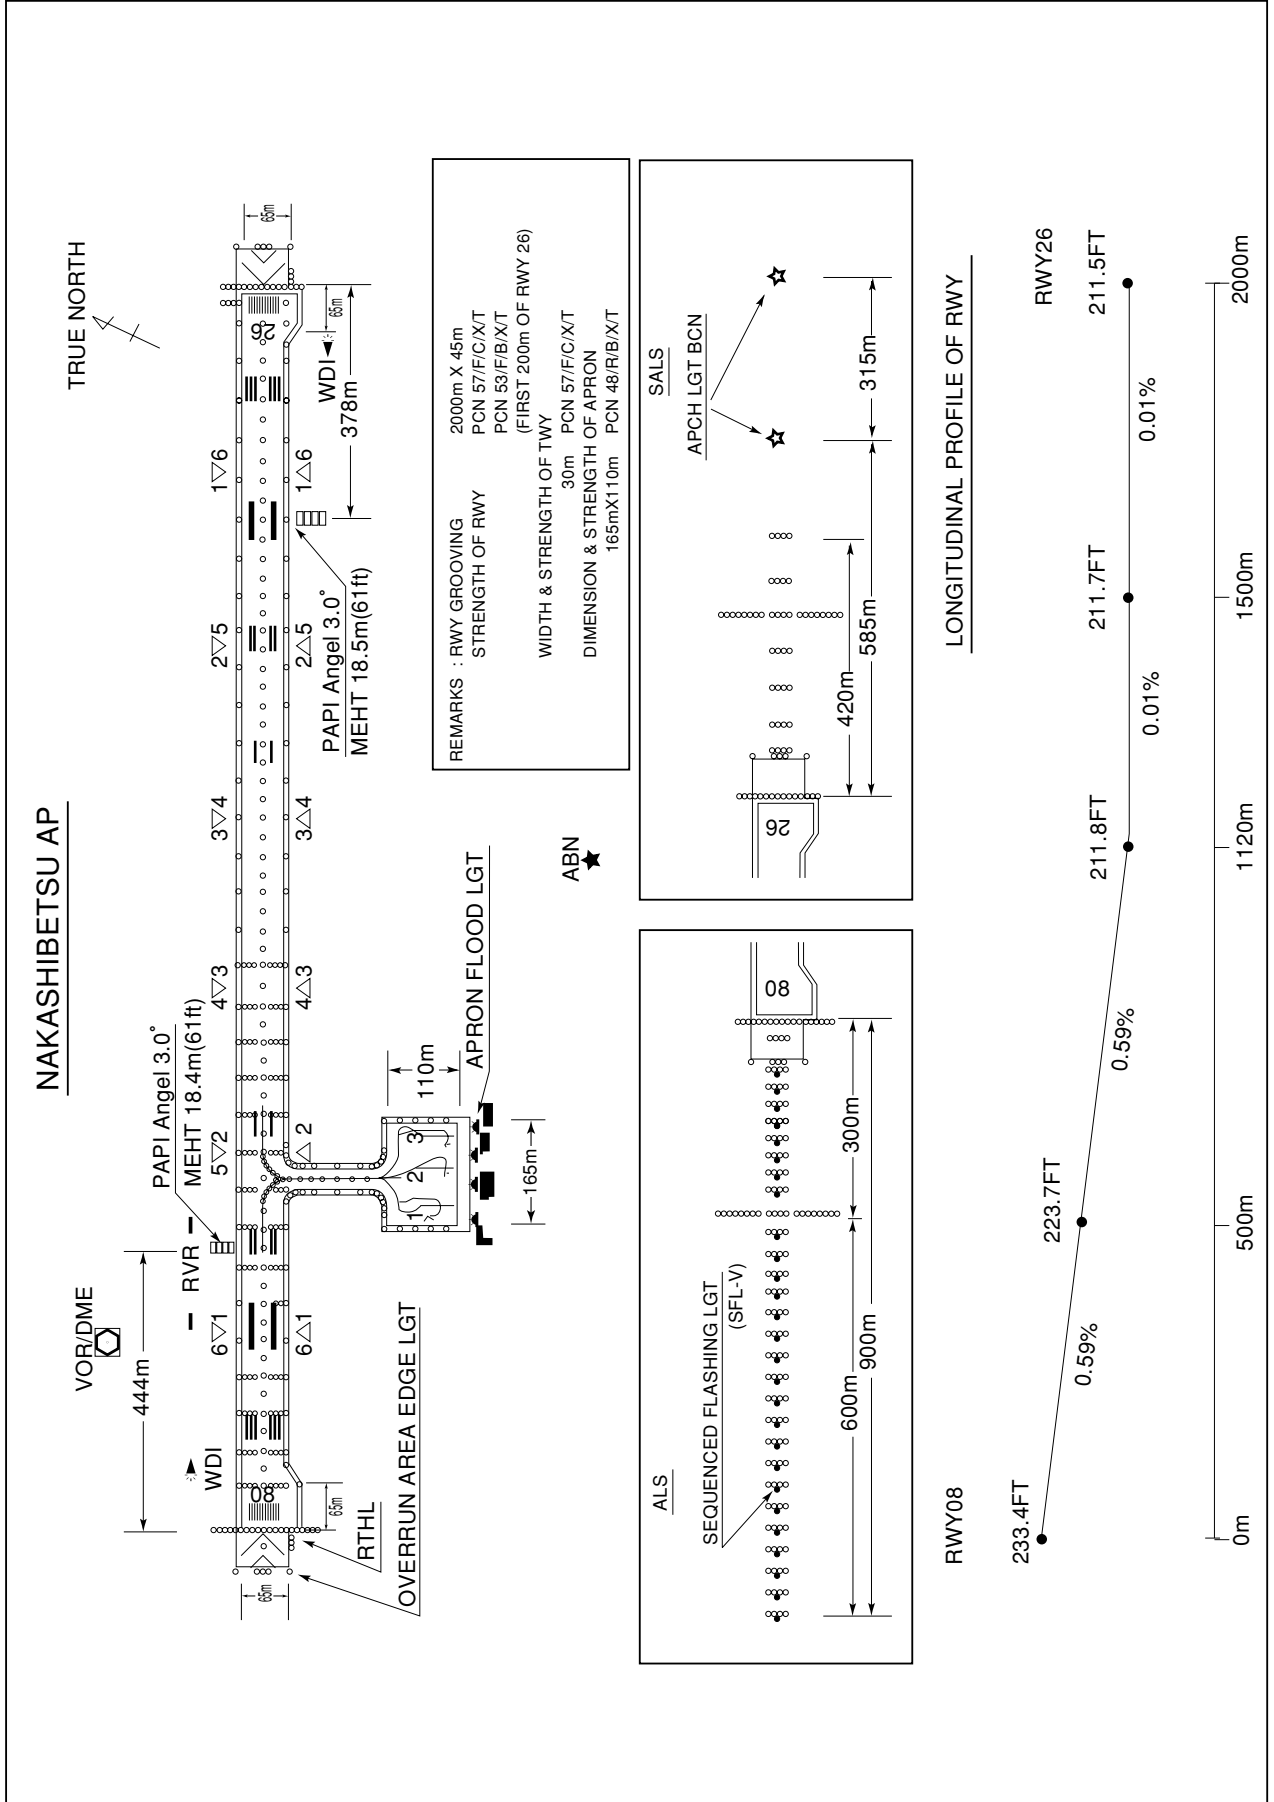 NAKASHIBETSU AP
TRUE NORTH
VOR/DME
444m
RVR
PAPI Angel 3.0°
MEHT 18.4m(61ft)
WDI
6▽1
5▽2
4▽3
3▽4
2▽5
1▽6
65m
08
26
65m
6△1
△2
4△3
3△4
2△5
1△6
65m
65m
WDI
378m
PAPI Angel 3.0°
MEHT 18.5m(61ft)
RTHL
OVERRUN AREA EDGE LGT
1
2
3
110m
165m
APRON FLOOD LGT
ABN
REMARKS : RWY GROOVING 2000m X 45m
STRENGTH OF RWY PCN 57/F/C/X/T
PCN 53/F/B/X/T
(FIRST 200m OF RWY 26)
WIDTH & STRENGTH OF TWY
30m PCN 57/F/C/X/T
DIMENSION & STRENGTH OF APRON
165mX110m PCN 48/R/B/X/T
ALS
SEQUENCED FLASHING LGT
(SFL-V)
08
600m
300m
900m
SALS
APCH LGT BCN
26
420m
585m
315m
LONGITUDINAL PROFILE OF RWY
RWY08
RWY26
233.4FT
223.7FT
211.8FT
211.7FT
211.5FT
0.59%
0.59%
0.01%
0.01%
0m
500m
1120m
1500m
2000m